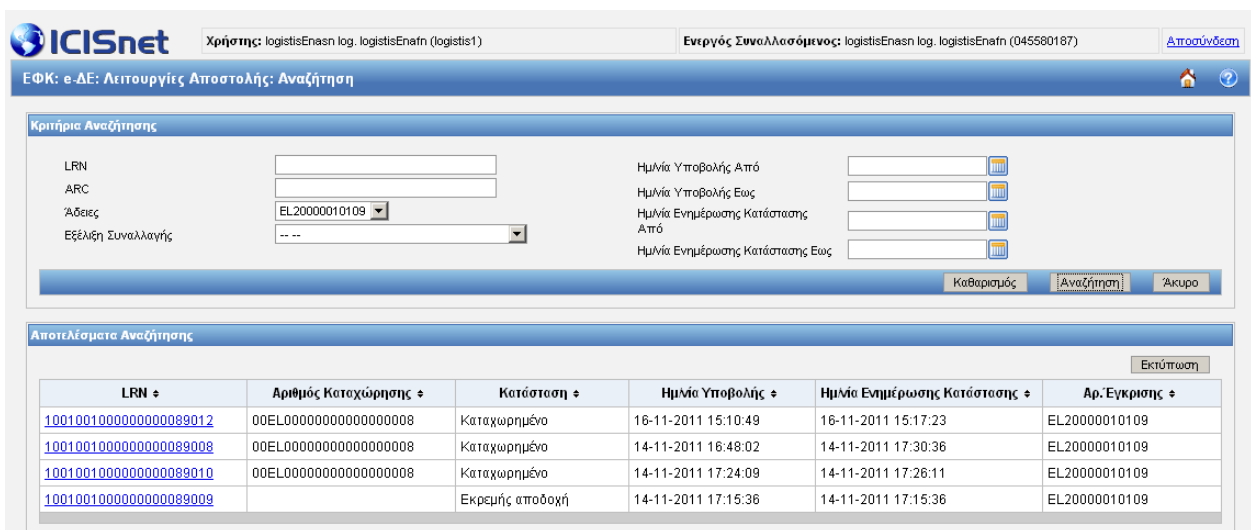 ICISnet Χρήστης: logistisEnasn log. logistisEnafn (logistis1) Ενεργός Συναλλασόμενος: logistisEnasn log. logistisEnafn (045580187) Αποσύνδεση
ΕΦΚ: e-ΔΕ: Λειτουργίες Αποστολής: Αναζήτηση
Κριτήρια Αναζήτησης
LRN Ημ/νία Υποβολής Από
ARC Ημ/νία Υποβολής Εως
Άδειες EL20000010109 Ημ/νία Ενημέρωσης Κατάστασης
Από
Εξέλιξη Συναλλαγής -- -- Ημ/νία Ενημέρωσης Κατάστασης Εως
Καθαρισμός Αναζήτηση Άκυρο
Αποτελέσματα Αναζήτησης
Εκτύπωση
LRN Αριθμός Καταχώρησης Κατάσταση Ημ/νία Υποβολής Ημ/νία Ενημέρωσης Κατάστασης Αρ. Έγκρισης
1001001000000000089012 00EL00000000000000008 Καταχωρημένο 16-11-2011 15:10:49 16-11-2011 15:17:23 EL20000010109
1001001000000000089008 00EL00000000000000008 Καταχωρημένο 14-11-2011 16:48:02 14-11-2011 17:30:36 EL20000010109
1001001000000000089010 00EL00000000000000008 Καταχωρημένο 14-11-2011 17:24:09 14-11-2011 17:26:11 EL20000010109
1001001000000000089009 Εκρεμής αποδοχή 14-11-2011 17:15:36 14-11-2011 17:15:36 EL20000010109